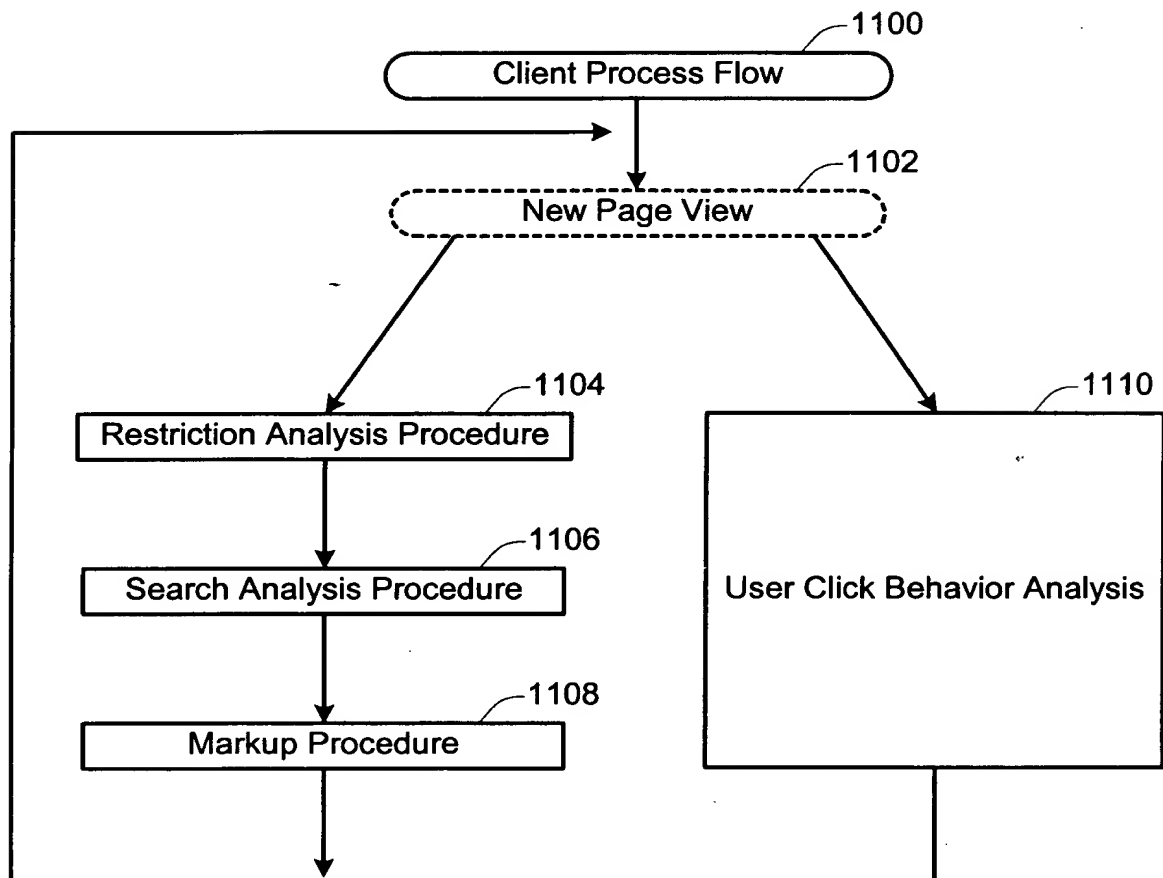 1100
Client Process Flow
1102
New Page View
1104
Restriction Analysis Procedure
1106
Search Analysis Procedure
1108
Markup Procedure
1110
User Click Behavior Analysis